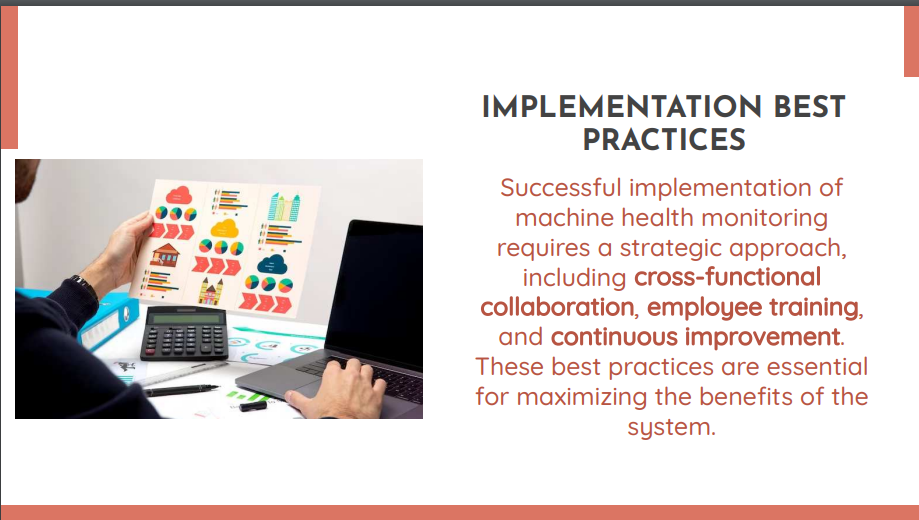 IMPLEMENTATION BEST
PRACTICES
Successful implementation of
machine health monitoring
requires a strategic approach,
including cross-functional
collaboration, employee training,
and continuous improvement.
These best practices are essential
for maximizing the benefits of the
system.